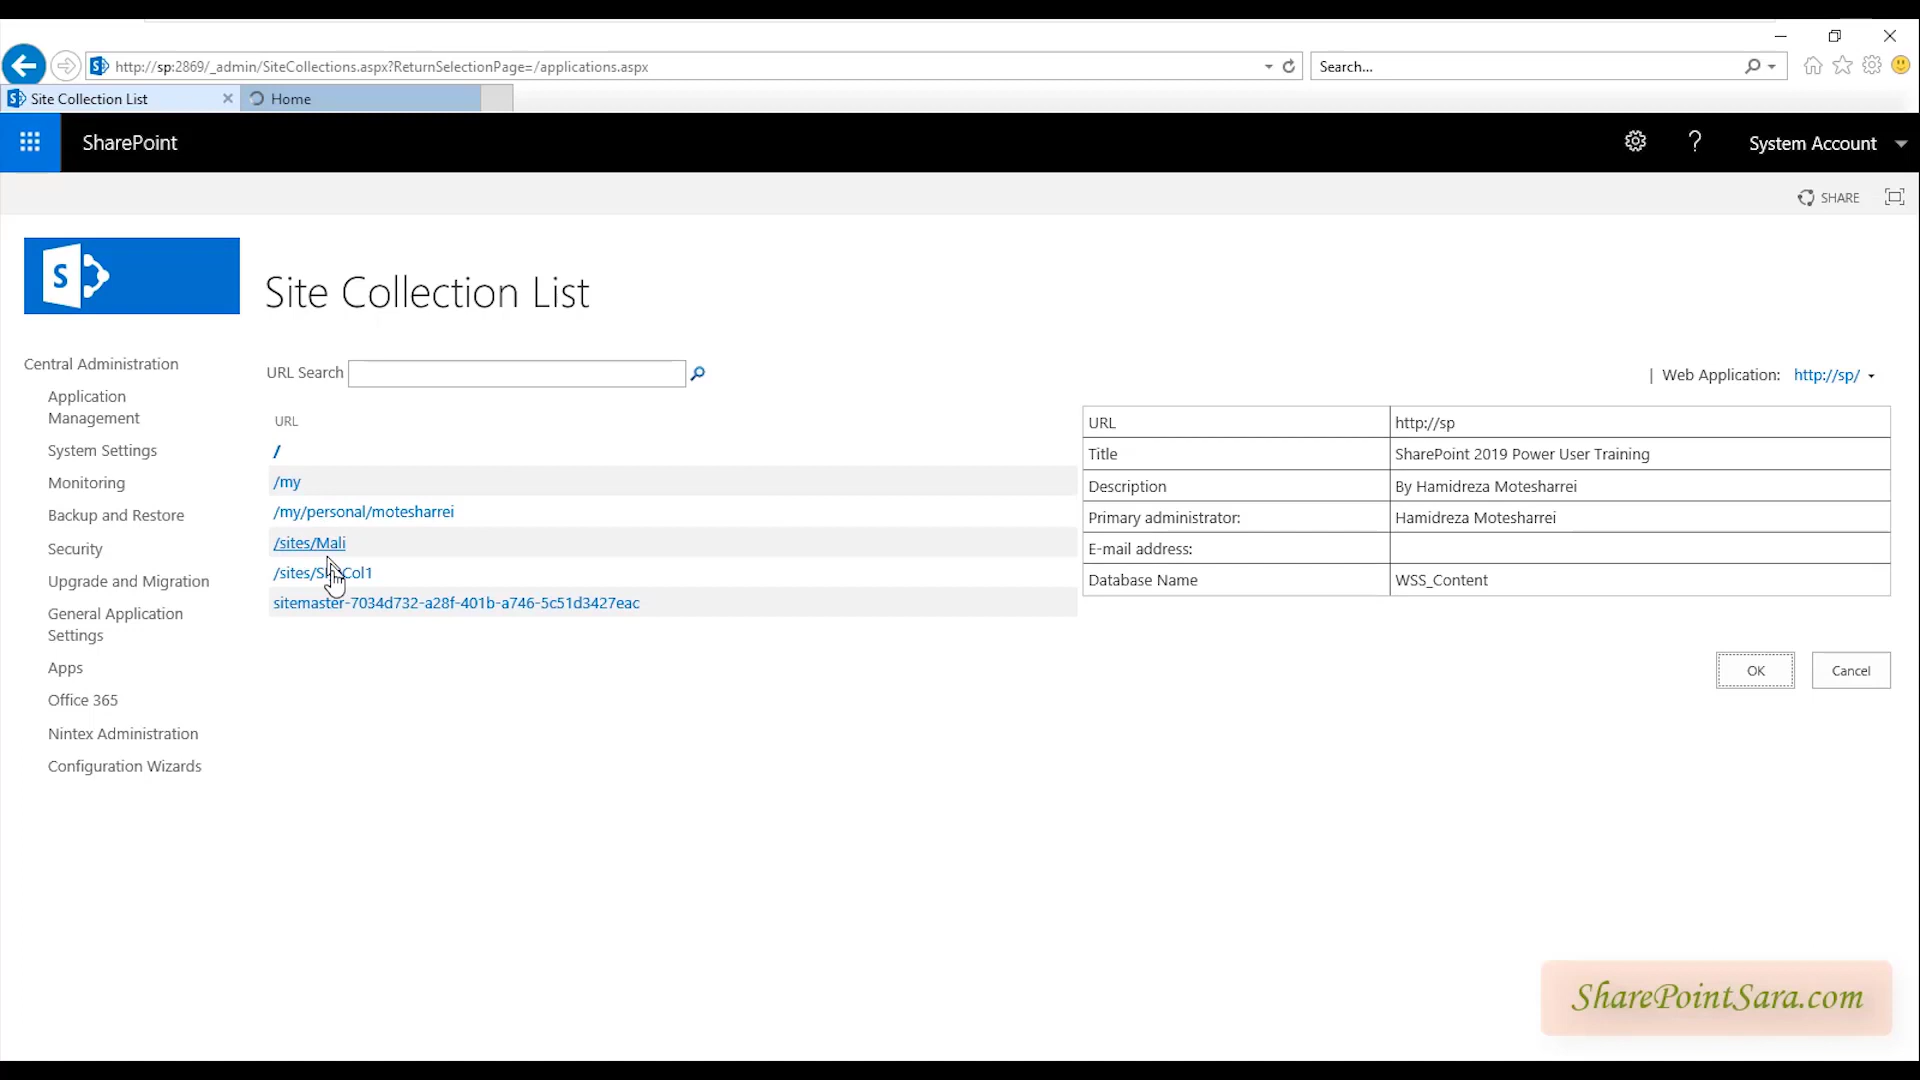 http://sp:2869/_admin/SiteCollections.aspx?ReturnSelectionPage=/applications.aspx
Search...
Site Collection List
Home
SharePoint
?
System Account
SHARE
S
Site Collection List
Central Administration
Application
Management
System Settings
Monitoring
Backup and Restore
Security
Upgrade and Migration
General Application
Settings
Apps
Office 365
Nintex Administration
Configuration Wizards
URL Search
| Web Application: http://sp/
URL
/
/my
/my/personal/motesharrei
/sites/Mali
sitemaster-7034d732-a28f-401b-a746-5c51d3427eac
URL http://sp
Title SharePoint 2019 Power User Training
Description By Hamidreza Motesharrei
Primary administrator: Hamidreza Motesharrei
E-mail address:
Database Name WSS_Content
OK Cancel
SharePointSara.com